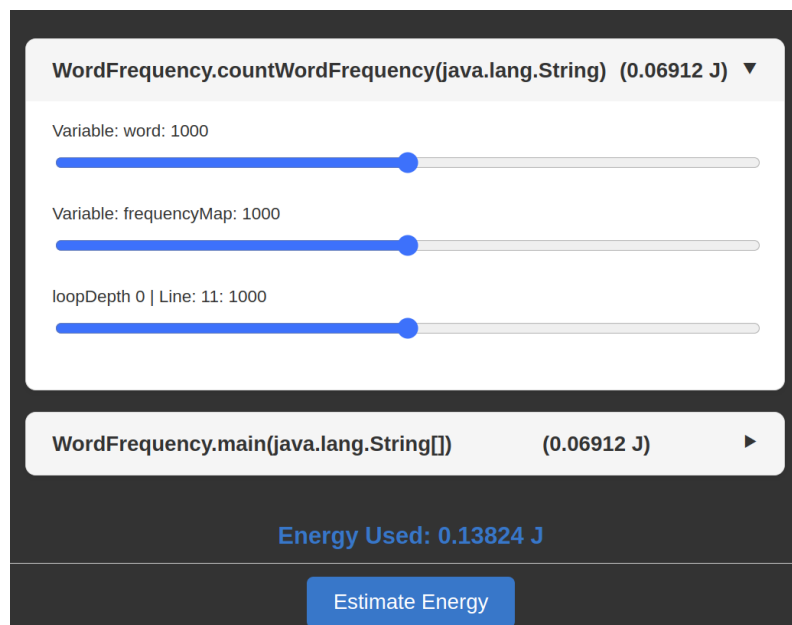 WordFrequency.countWordFrequency(java.lang.String) (0.06912 J) ▼
Variable: word: 1000
Variable: frequencyMap: 1000
loopDepth 0 | Line: 11: 1000
WordFrequency.main(java.lang.String[]) (0.06912 J) ▶
Energy Used: 0.13824 J
Estimate Energy